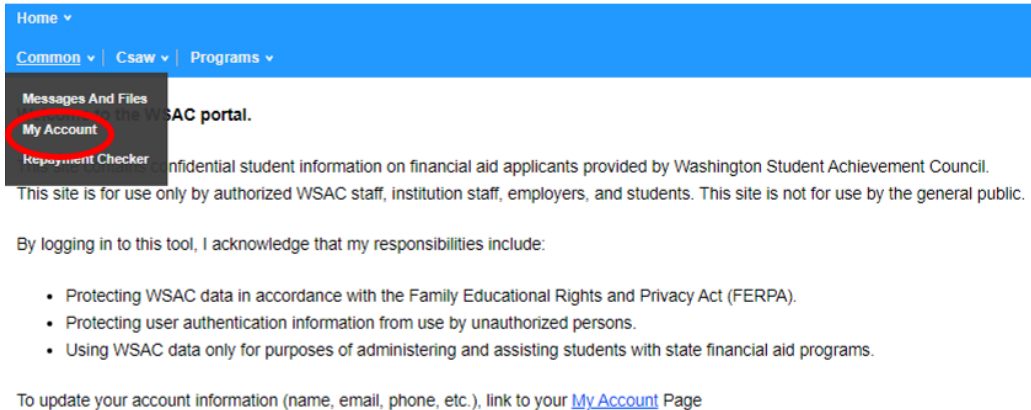 Home
Common | Csaw | Programs
Messages And Files
My Account
Repayment Checker
Welcome to the WSAC portal.
This site contains confidential student information on financial aid applicants provided by Washington Student Achievement Council.
This site is for use only by authorized WSAC staff, institution staff, employers, and students. This site is not for use by the general public.
By logging in to this tool, I acknowledge that my responsibilities include:
• Protecting WSAC data in accordance with the Family Educational Rights and Privacy Act (FERPA).
• Protecting user authentication information from use by unauthorized persons.
• Using WSAC data only for purposes of administering and assisting students with state financial aid programs.
To update your account information (name, email, phone, etc.), link to your My Account Page